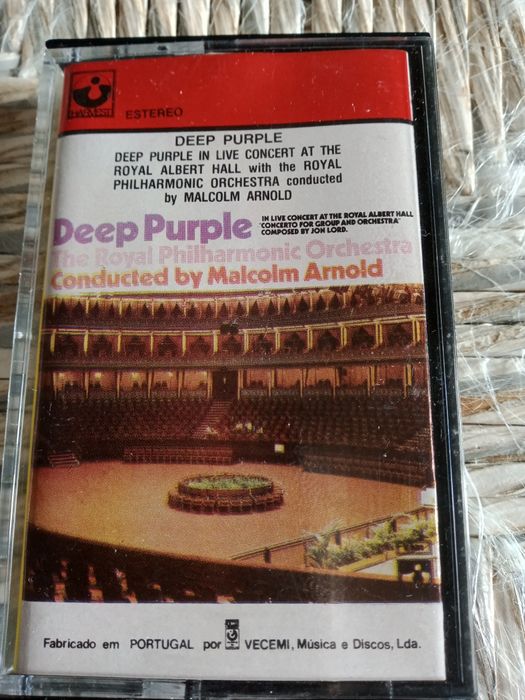 HARVEST
ESTEREO
DEEP PURPLE
DEEP PURPLE IN LIVE CONCERT AT THE
ROYAL ALBERT HALL with the ROYAL
PHILHARMONIC ORCHESTRA conducted
by MALCOLM ARNOLD
Deep Purple
IN LIVE CONCERT AT THE ROYAL ALBERT HALL
"CONCERTO FOR GROUP AND ORCHESTRA"
COMPOSED BY JON LORD.
The Royal Philharmonic Orchestra
Conducted by Malcolm Arnold
Fabricado em PORTUGAL por VECEMI, Música e Discos, Lda.